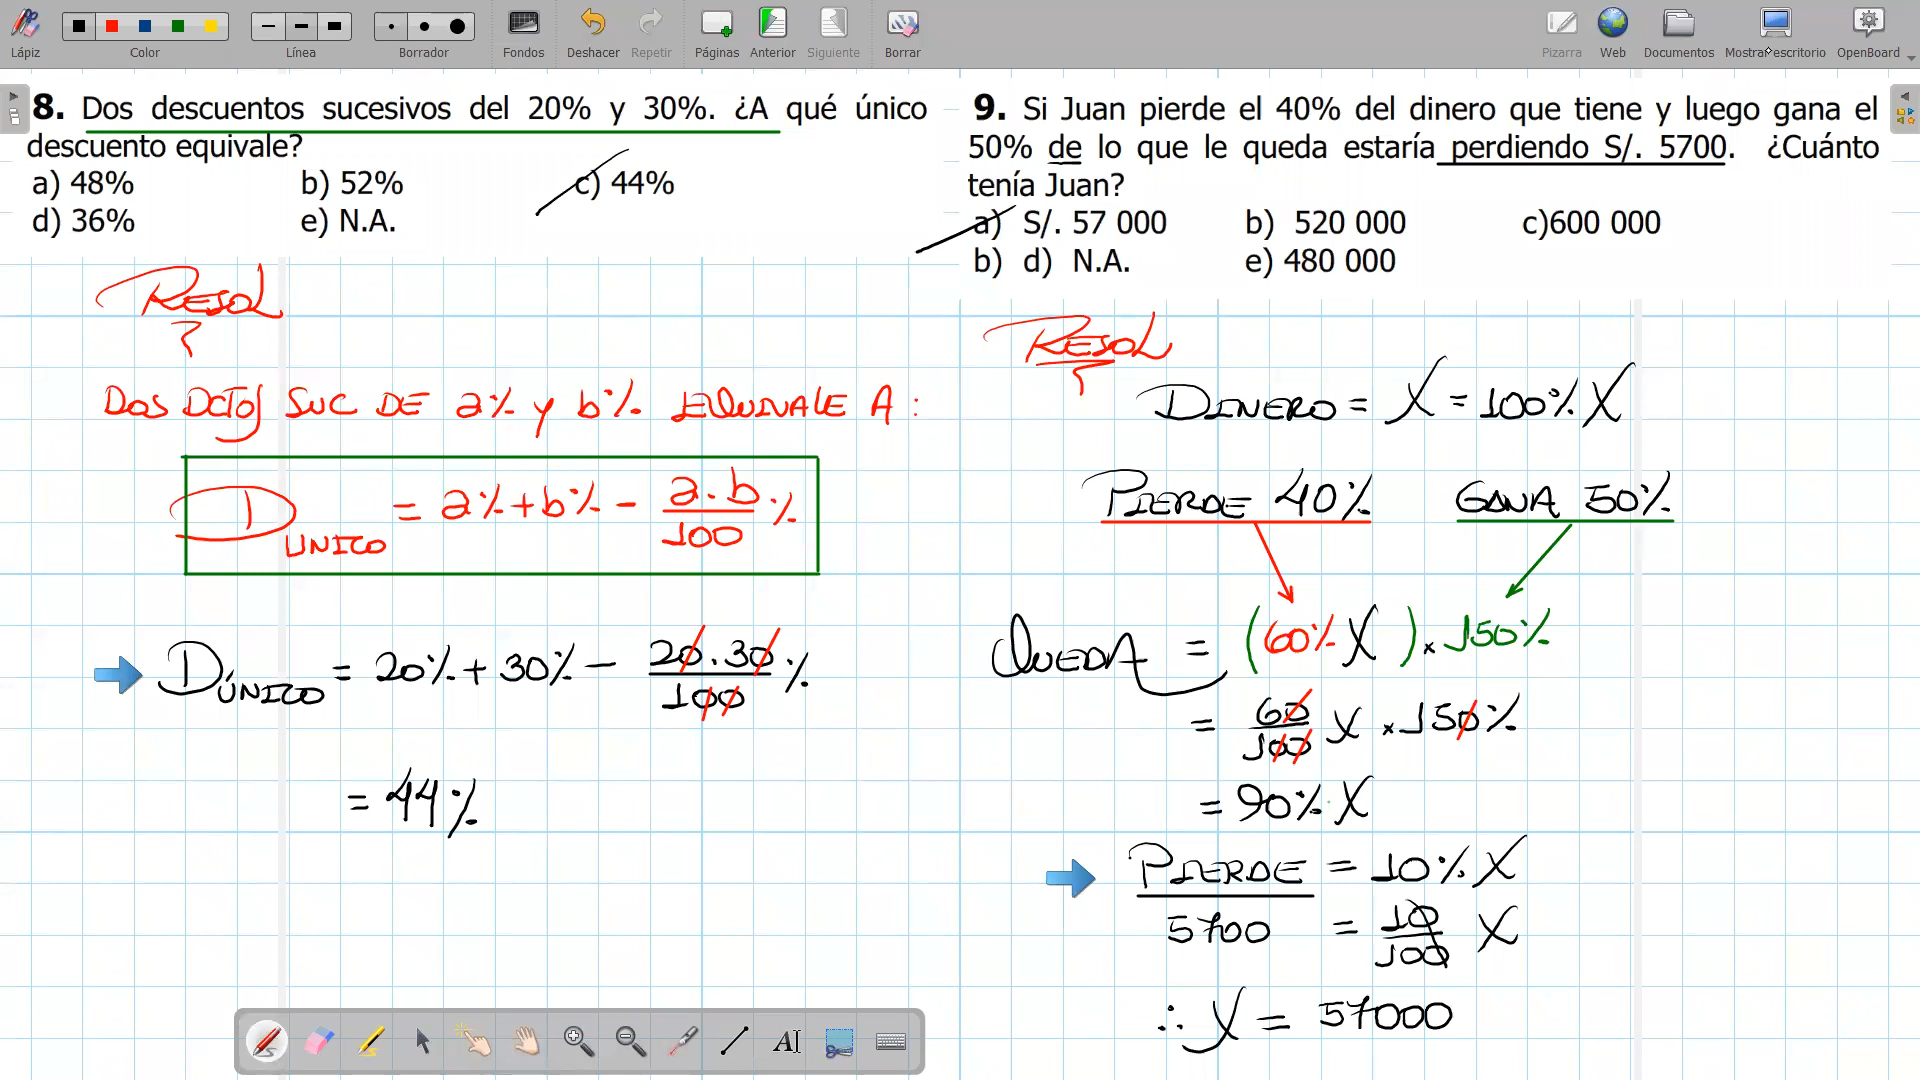 Lápiz Color Línea Borrador Fondos Deshacer Repetir Páginas Anterior Siguiente Borrar Pizarra Web Documentos Mostrar escritorio OpenBoard
8. Dos descuentos sucesivos del 20% y 30%. ¿A qué único
descuento equivale?
a) 48% b) 52% c) 44%
d) 36% e) N.A.
RESOL
DOS DCTOS SUC DE a% y b% EQUIVALE A :
D UNICO = a% + b% - a.b/100 %
D ÚNICO = 20% + 30% - 20.30/100 %
= 44%
9. Si Juan pierde el 40% del dinero que tiene y luego gana el
50% de lo que le queda estaría perdiendo S/. 5700. ¿Cuánto
tenía Juan?
a) S/. 57 000 b) 520 000 c)600 000
b) d) N.A. e) 480 000
RESOL
DINERO = X = 100% X
PIERDE 40% GANA 50%
QUEDA = (60% X) × 150%
= 60/100 X × 150%
= 90% X
PIERDE = 10% X
5700 = 10/100 X
∴ X = 57000
AI